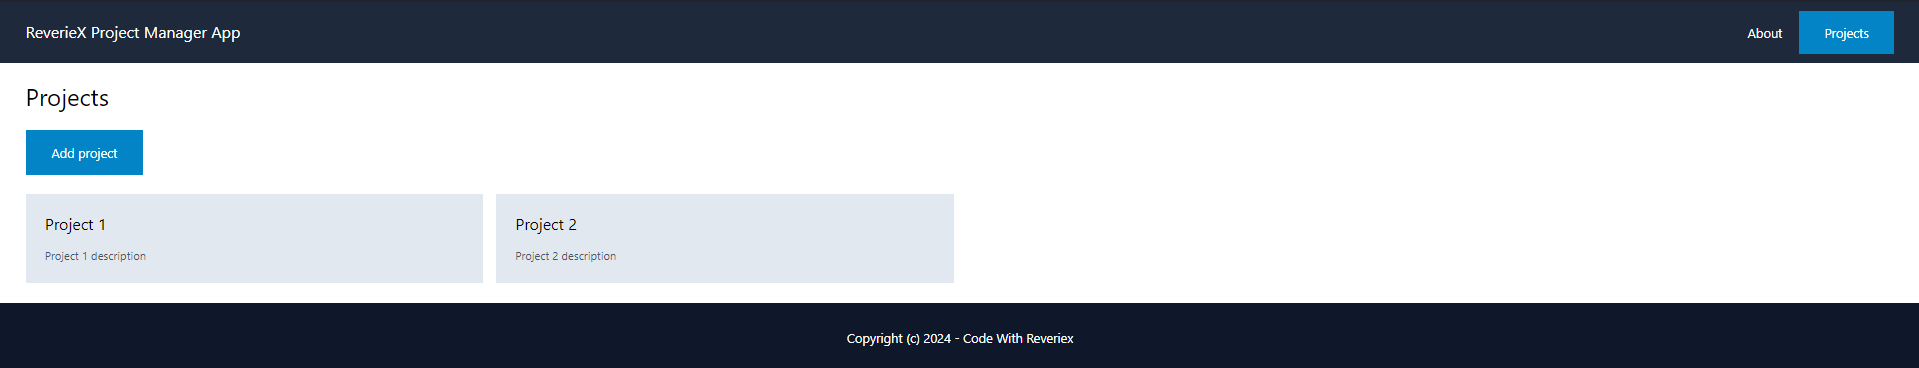 ReverieX Project Manager App
About
Projects
Projects
Add project
Project 1
Project 1 description
Project 2
Project 2 description
Copyright (c) 2024 - Code With Reveriex